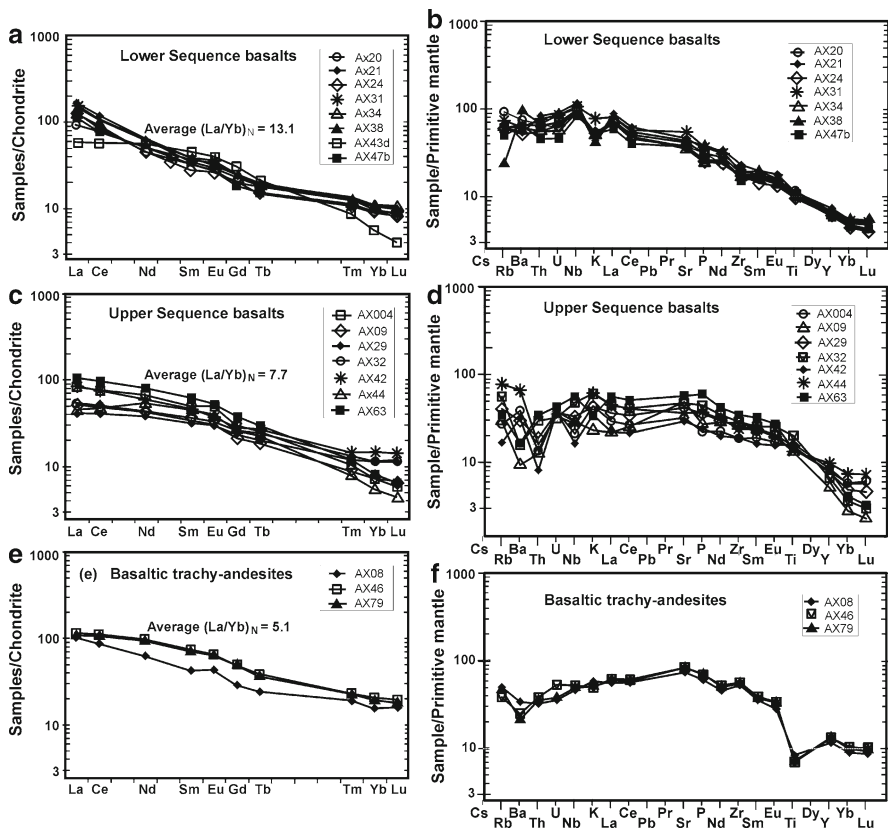 a
1000
100
10
3
Samples/Chondrite
Lower Sequence basalts
Average (La/Yb)N = 13.1
Ax20
Ax21
AX24
AX31
Ax34
AX38
AX43d
AX47b
La Ce Nd Sm Eu Gd Tb Tm Yb Lu
b
1000
100
10
3
Sample/Primitive mantle
Lower Sequence basalts
AX20
AX21
AX24
AX31
AX34
AX38
AX47b
Cs Ba U K Ce Pr P Zr Eu Dy Yb
Rb Th Nb La Pb Sr Nd Sm Ti Y Lu
c
1000
100
10
3
Samples/Chondrite
Upper Sequence basalts
Average (La/Yb)N = 7.7
AX004
AX09
AX29
AX32
AX42
Ax44
AX63
La Ce Nd Sm Eu Gd Tb Tm Yb Lu
d
1000
100
10
3
Sample/Primitive mantle
Upper Sequence basalts
AX004
AX09
AX29
AX32
AX42
AX44
AX63
Cs Ba U K Ce Pr P Zr Eu Dy Yb
Rb Th Nb La Pb Sr Nd Sm Ti Y Lu
e
1000
100
10
3
Samples/Chondrite
(e) Basaltic trachy-andesites
Average (La/Yb)N = 5.1
AX08
AX46
AX79
La Ce Nd Sm Eu Gd Tb Tm Yb Lu
f
1000
100
10
3
Sample/Primitive mantle
Basaltic trachy-andesites
AX08
AX46
AX79
Cs Ba U K Ce Pr P Zr Eu Dy Yb
Rb Th Nb La Pb Sr Nd Sm Ti Y Lu